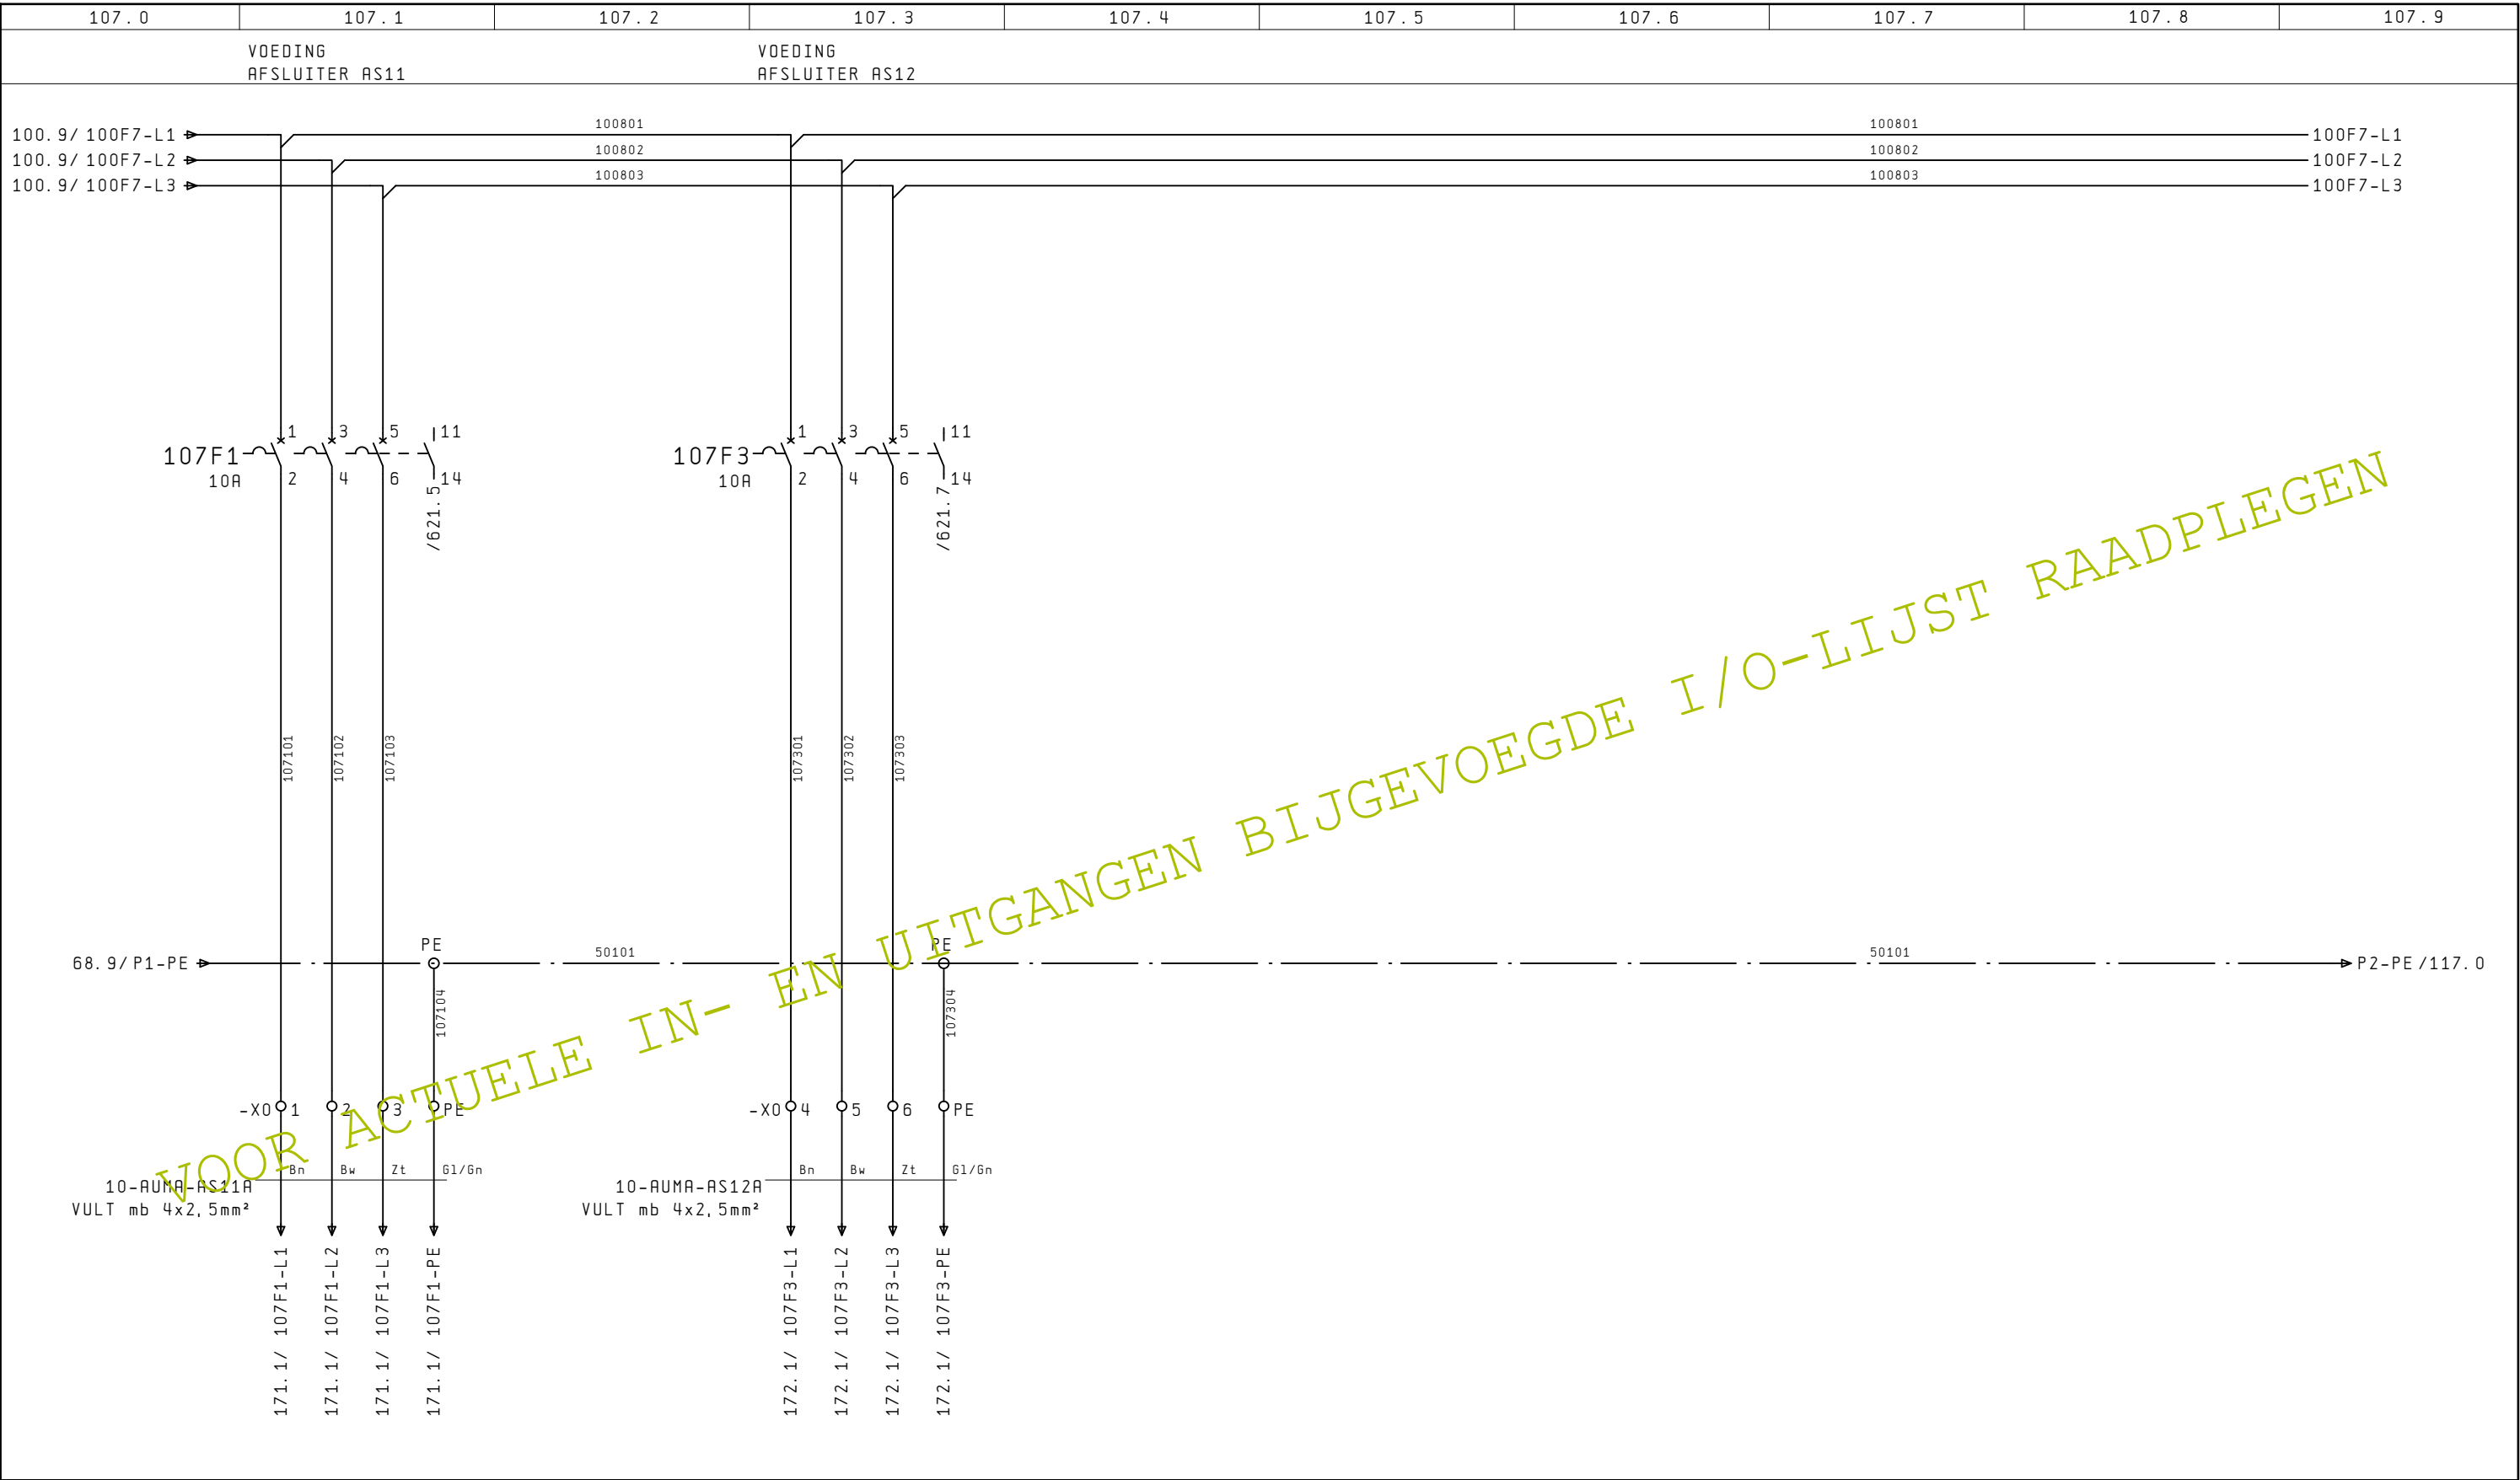 107.0 107.1 107.2 107.3 107.4 107.5 107.6 107.7 107.8 107.9
VOEDING
AFSLUITER AS11
VOEDING
AFSLUITER AS12
100.9/ 100F7-L1 100801 100801 100F7-L1
100.9/ 100F7-L2 100802 100802 100F7-L2
100.9/ 100F7-L3 100803 100803 100F7-L3
1 3 5 11
107F1
10A
2 4 6 14
/621.5
1 3 5 11
107F3
10A
2 4 6 14
/621.7
107101
107102
107103
107301
107302
107303
PE PE
68.9/ P1-PE 50101 50101 P2-PE /117.0
107104
107304
-X0 1 2 3 PE
-X0 4 5 6 PE
Bn Bw Zt Gl/Gn
10-AUMA-AS11A
VULT mb 4x2,5mm²
Bn Bw Zt Gl/Gn
10-AUMA-AS12A
VULT mb 4x2,5mm²
171.1/ 107F1-L1
171.1/ 107F1-L2
171.1/ 107F1-L3
171.1/ 107F1-PE
172.1/ 107F3-L1
172.1/ 107F3-L2
172.1/ 107F3-L3
172.1/ 107F3-PE
VOOR ACTUELE IN- EN UITGANGEN BIJGEVOEGDE I/O-LIJST RAADPLEGEN